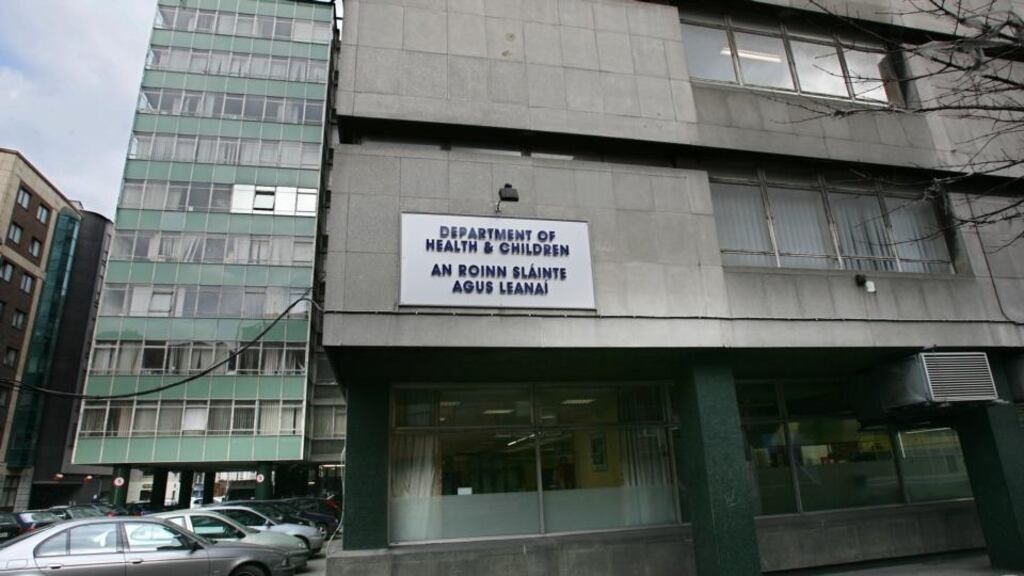 DEPARTMENT OF
HEALTH & CHILDREN
AN ROINN SLÁINTE
AGUS LEANAÍ